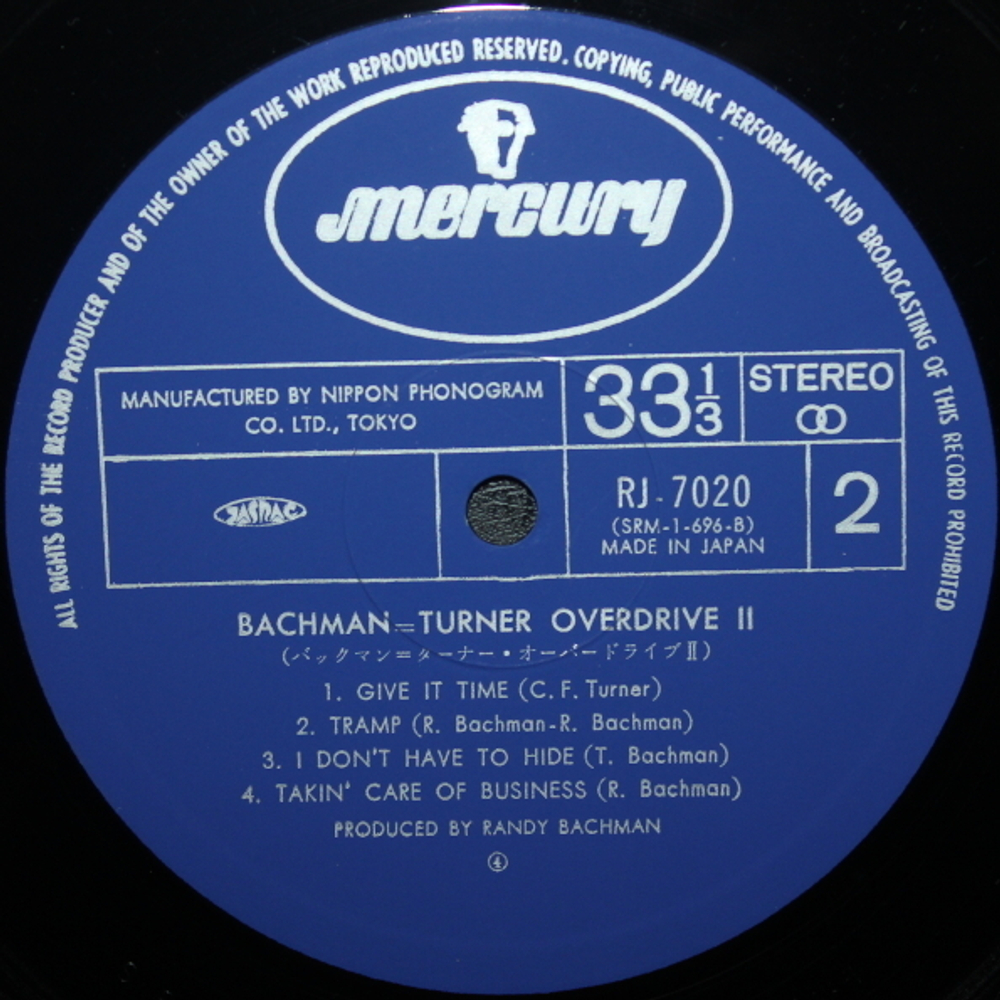 ALL RIGHTS OF THE RECORD PRODUCER AND OF THE OWNER OF THE WORK REPRODUCED RESERVED. COPYING, PUBLIC PERFORMANCE AND BROADCASTING OF THIS RECORD PROHIBITED
mercury
MANUFACTURED BY NIPPON PHONOGRAM
CO. LTD., TOKYO
33 1/3
STEREO
JASRAC
RJ-7020
(SRM-1-696-B)
MADE IN JAPAN
2
BACHMAN=TURNER OVERDRIVE II
(バックマン=ターナー・オーバードライブⅡ)
1. GIVE IT TIME (C. F. Turner)
2. TRAMP (R. Bachman-R. Bachman)
3. I DON'T HAVE TO HIDE (T. Bachman)
4. TAKIN' CARE OF BUSINESS (R. Bachman)
PRODUCED BY RANDY BACHMAN
④